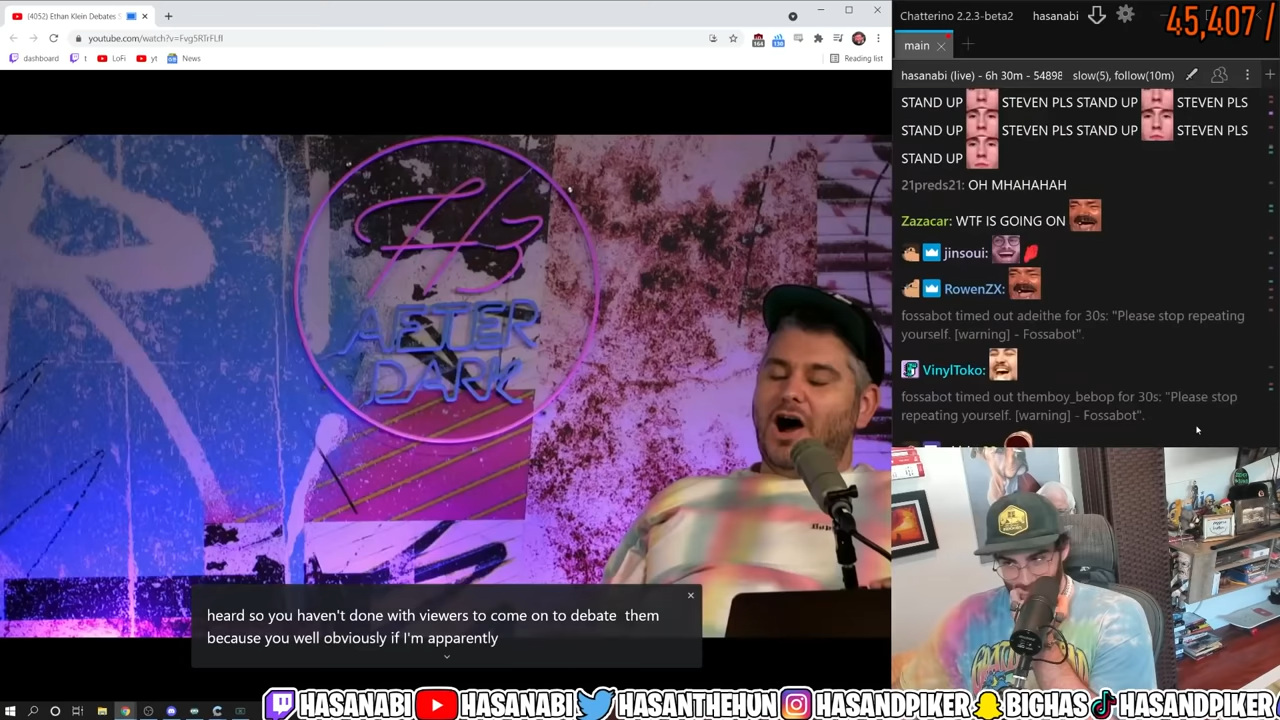 (4052) Ethan Klein Debates S
youtube.com/watch?v=Fvg5RTrFLfI
164
138
dashboard
t
LoFi
yt
News
Reading list
H3
AFTER
DARK
heard so you haven't done with viewers to come on to debate them
because you well obviously if I'm apparently
Chatterino 2.2.3-beta2
hasanabi
45,407 /
main
hasanabi (live) - 6h 30m - 54898
slow(5), follow(10m)
STAND UP STEVEN PLS STAND UP STEVEN PLS
STAND UP STEVEN PLS STAND UP STEVEN PLS
STAND UP
21preds21: OH MHAHAHAH
Zazacar: WTF IS GOING ON
jinsoui:
RowenZX:
fossabot timed out adeithe for 30s: "Please stop repeating
yourself. [warning] - Fossabot".
VinylToko:
fossabot timed out themboy_bebop for 30s: "Please stop
repeating yourself. [warning] - Fossabot".
HASANABI HASANABI HASANTHEHUN HASANDPIKER BIGHAS HASANDPIKER